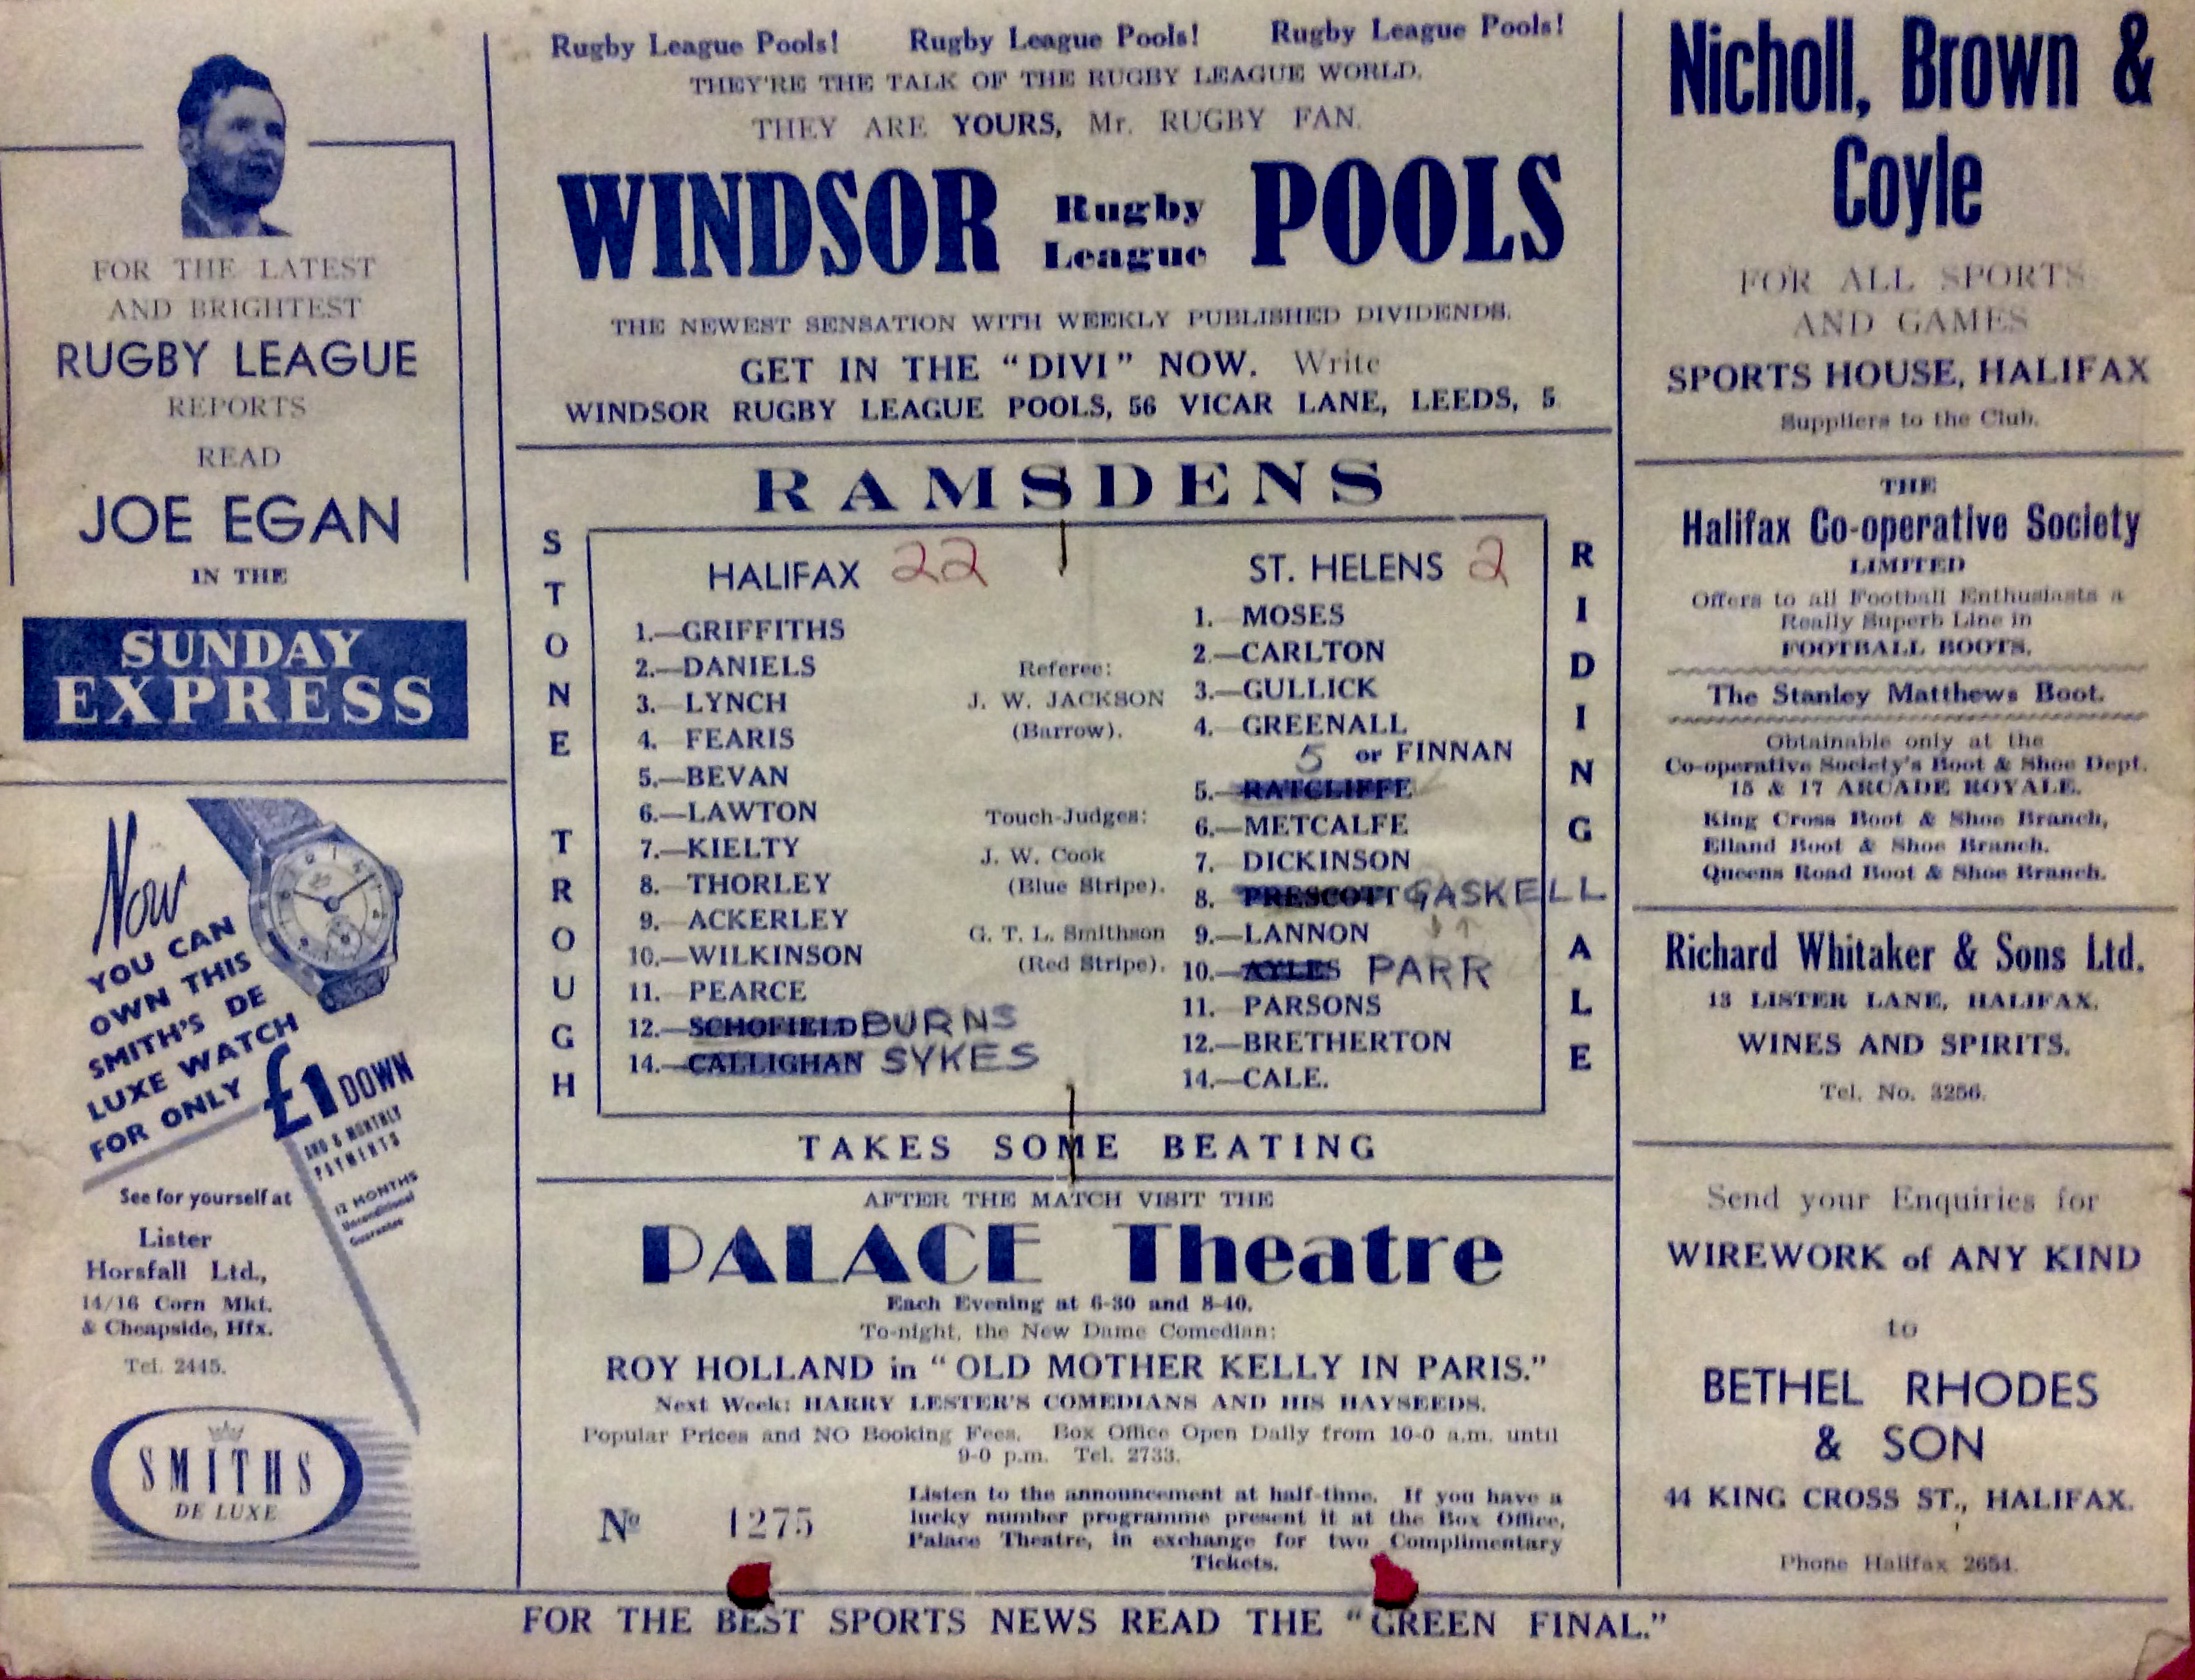 FOR THE LATEST
AND BRIGHTEST
RUGBY LEAGUE
REPORTS
READ
JOE EGAN
IN THE
SUNDAY
EXPRESS
Now
YOU CAN
OWN THIS
SMITH'S DE
LUXE WATCH
FOR ONLY £1 DOWN
AND 8 MONTHLY
PAYMENTS
12 MONTHS
Unconditional
Guarantee
See for yourself at
Lister
Horsfall Ltd.,
14/16 Corn Mkt.
& Cheapside, Hfx.
Tel. 2445.
SMITHS
DE LUXE
Rugby League Pools! Rugby League Pools! Rugby League Pools!
THEY'RE THE TALK OF THE RUGBY LEAGUE WORLD.
THEY ARE YOURS, Mr. RUGBY FAN.
WINDSOR Rugby League POOLS
THE NEWEST SENSATION WITH WEEKLY PUBLISHED DIVIDENDS.
GET IN THE "DIVI" NOW. Write
WINDSOR RUGBY LEAGUE POOLS, 56 VICAR LANE, LEEDS, 5
RAMSDENS
STONE TROUGH
HALIFAX 22
1.—GRIFFITHS
2.—DANIELS
3. LYNCH
4. FEARIS
5.—BEVAN
6.—LAWTON
7.—KIELTY
8. THORLEY
9. ACKERLEY
10.—WILKINSON
11. PEARCE
12.—SCHOFIELD BURNS
14.—CALLIGHAN SYKES
Referee:
J. W. JACKSON
(Barrow).
Touch-Judges:
J. W. Cook
(Blue Stripe).
G. T. L. Smithson
(Red Stripe).
ST. HELENS 2
1. MOSES
2.—CARLTON
3.—GULLICK
4. GREENALL
5 or FINNAN
5.—RATCLIFFE
6.—METCALFE
7. DICKINSON
8. PRESCOTT GASKELL
9.—LANNON
10.—AYLES PARR
11. PARSONS
12.—BRETHERTON
14.—CALE.
RIDINGALE
TAKES SOME BEATING
AFTER THE MATCH VISIT THE
PALACE Theatre
Each Evening at 6-30 and 8-40.
To-night, the New Dame Comedian:
ROY HOLLAND in "OLD MOTHER KELLY IN PARIS."
Next Week: HARRY LESTER'S COMEDIANS AND HIS HAYSEEDS.
Popular Prices and NO Booking Fees. Box Office Open Daily from 10-0 a.m. until
9-0 p.m. Tel. 2733.
Nº 1275
Listen to the announcement at half-time. If you have a
lucky number programme present it at the Box Office,
Palace Theatre, in exchange for two Complimentary
Tickets.
Nicholl, Brown &
Coyle
FOR ALL SPORTS
AND GAMES
SPORTS HOUSE, HALIFAX
Suppliers to the Club.
THE
Halifax Co-operative Society
LIMITED
Offers to all Football Enthusiasts a
Really Superb Line in
FOOTBALL BOOTS.
The Stanley Matthews Boot.
Obtainable only at the
Co-operative Society's Boot & Shoe Dept.
15 & 17 ARCADE ROYALE.
King Cross Boot & Shoe Branch,
Elland Boot & Shoe Branch.
Queens Road Boot & Shoe Branch.
Richard Whitaker & Sons Ltd.
13 LISTER LANE, HALIFAX.
WINES AND SPIRITS.
Tel. No. 3256.
Send your Enquiries for
WIREWORK of ANY KIND
to
BETHEL RHODES
& SON
44 KING CROSS ST., HALIFAX.
Phone Halifax 2654.
FOR THE BEST SPORTS NEWS READ THE "GREEN FINAL."